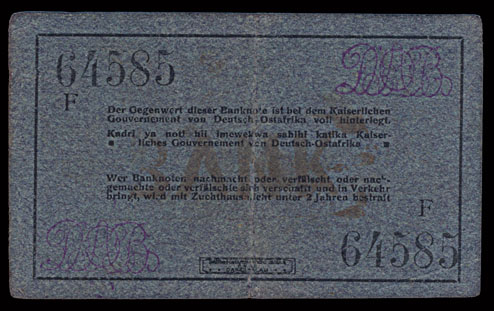 64585
F
D.O.A.B.
Der Gegenwert dieser Banknote ist bei dem Kaiserlichen
Gouvernement von Deutsch-Ostafrika voll hinterlegt.
Kadri ya noti hii imewekwa sahihi katika Kaiser-
liches Gouvernement von Deutsch-Ostafrika
Wer Banknoten nachmacht oder verfälscht oder nach-
gemachte oder verfälschte sich verschafft und in Verkehr
bringt, wird mit Zuchthaus nicht unter 2 Jahren bestraft
F
D.O.A.B.
64585